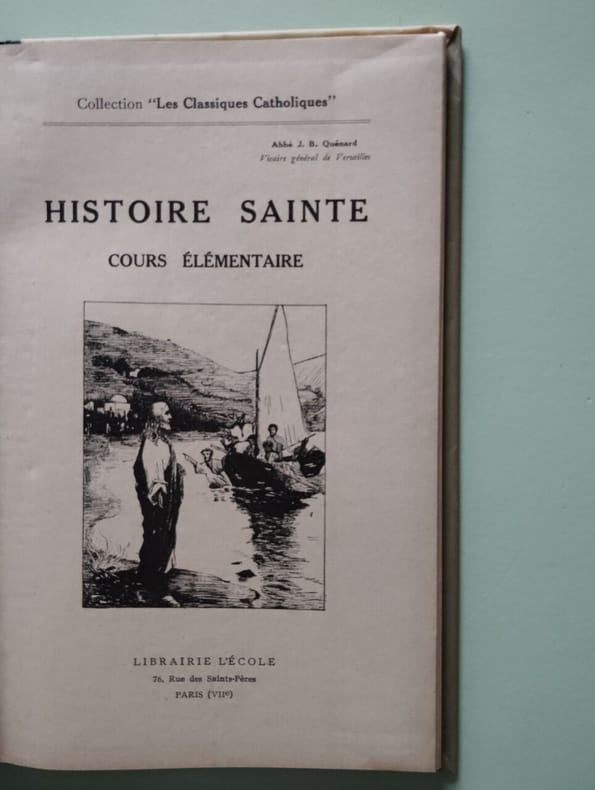 Collection "Les Classiques Catholiques"
Abbé J. B. Quénard
Vicaire général de Versailles
HISTOIRE SAINTE
COURS ÉLÉMENTAIRE
LIBRAIRIE L'ÉCOLE
76, Rue des Saints-Pères
PARIS (VIIe)